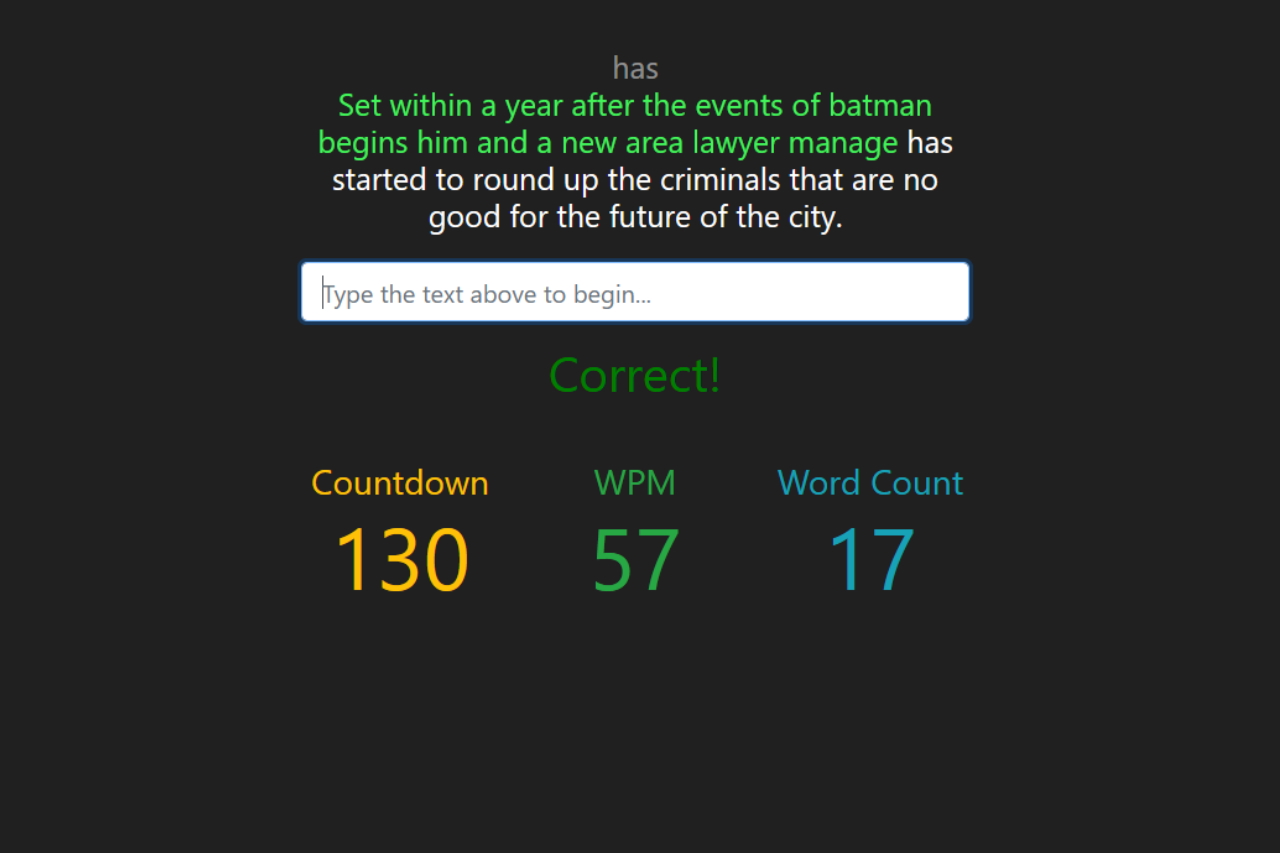 has
Set within a year after the events of batman
begins him and a new area lawyer manage has
started to round up the criminals that are no
good for the future of the city.
Type the text above to begin...
Correct!
Countdown WPM Word Count
130 57 17